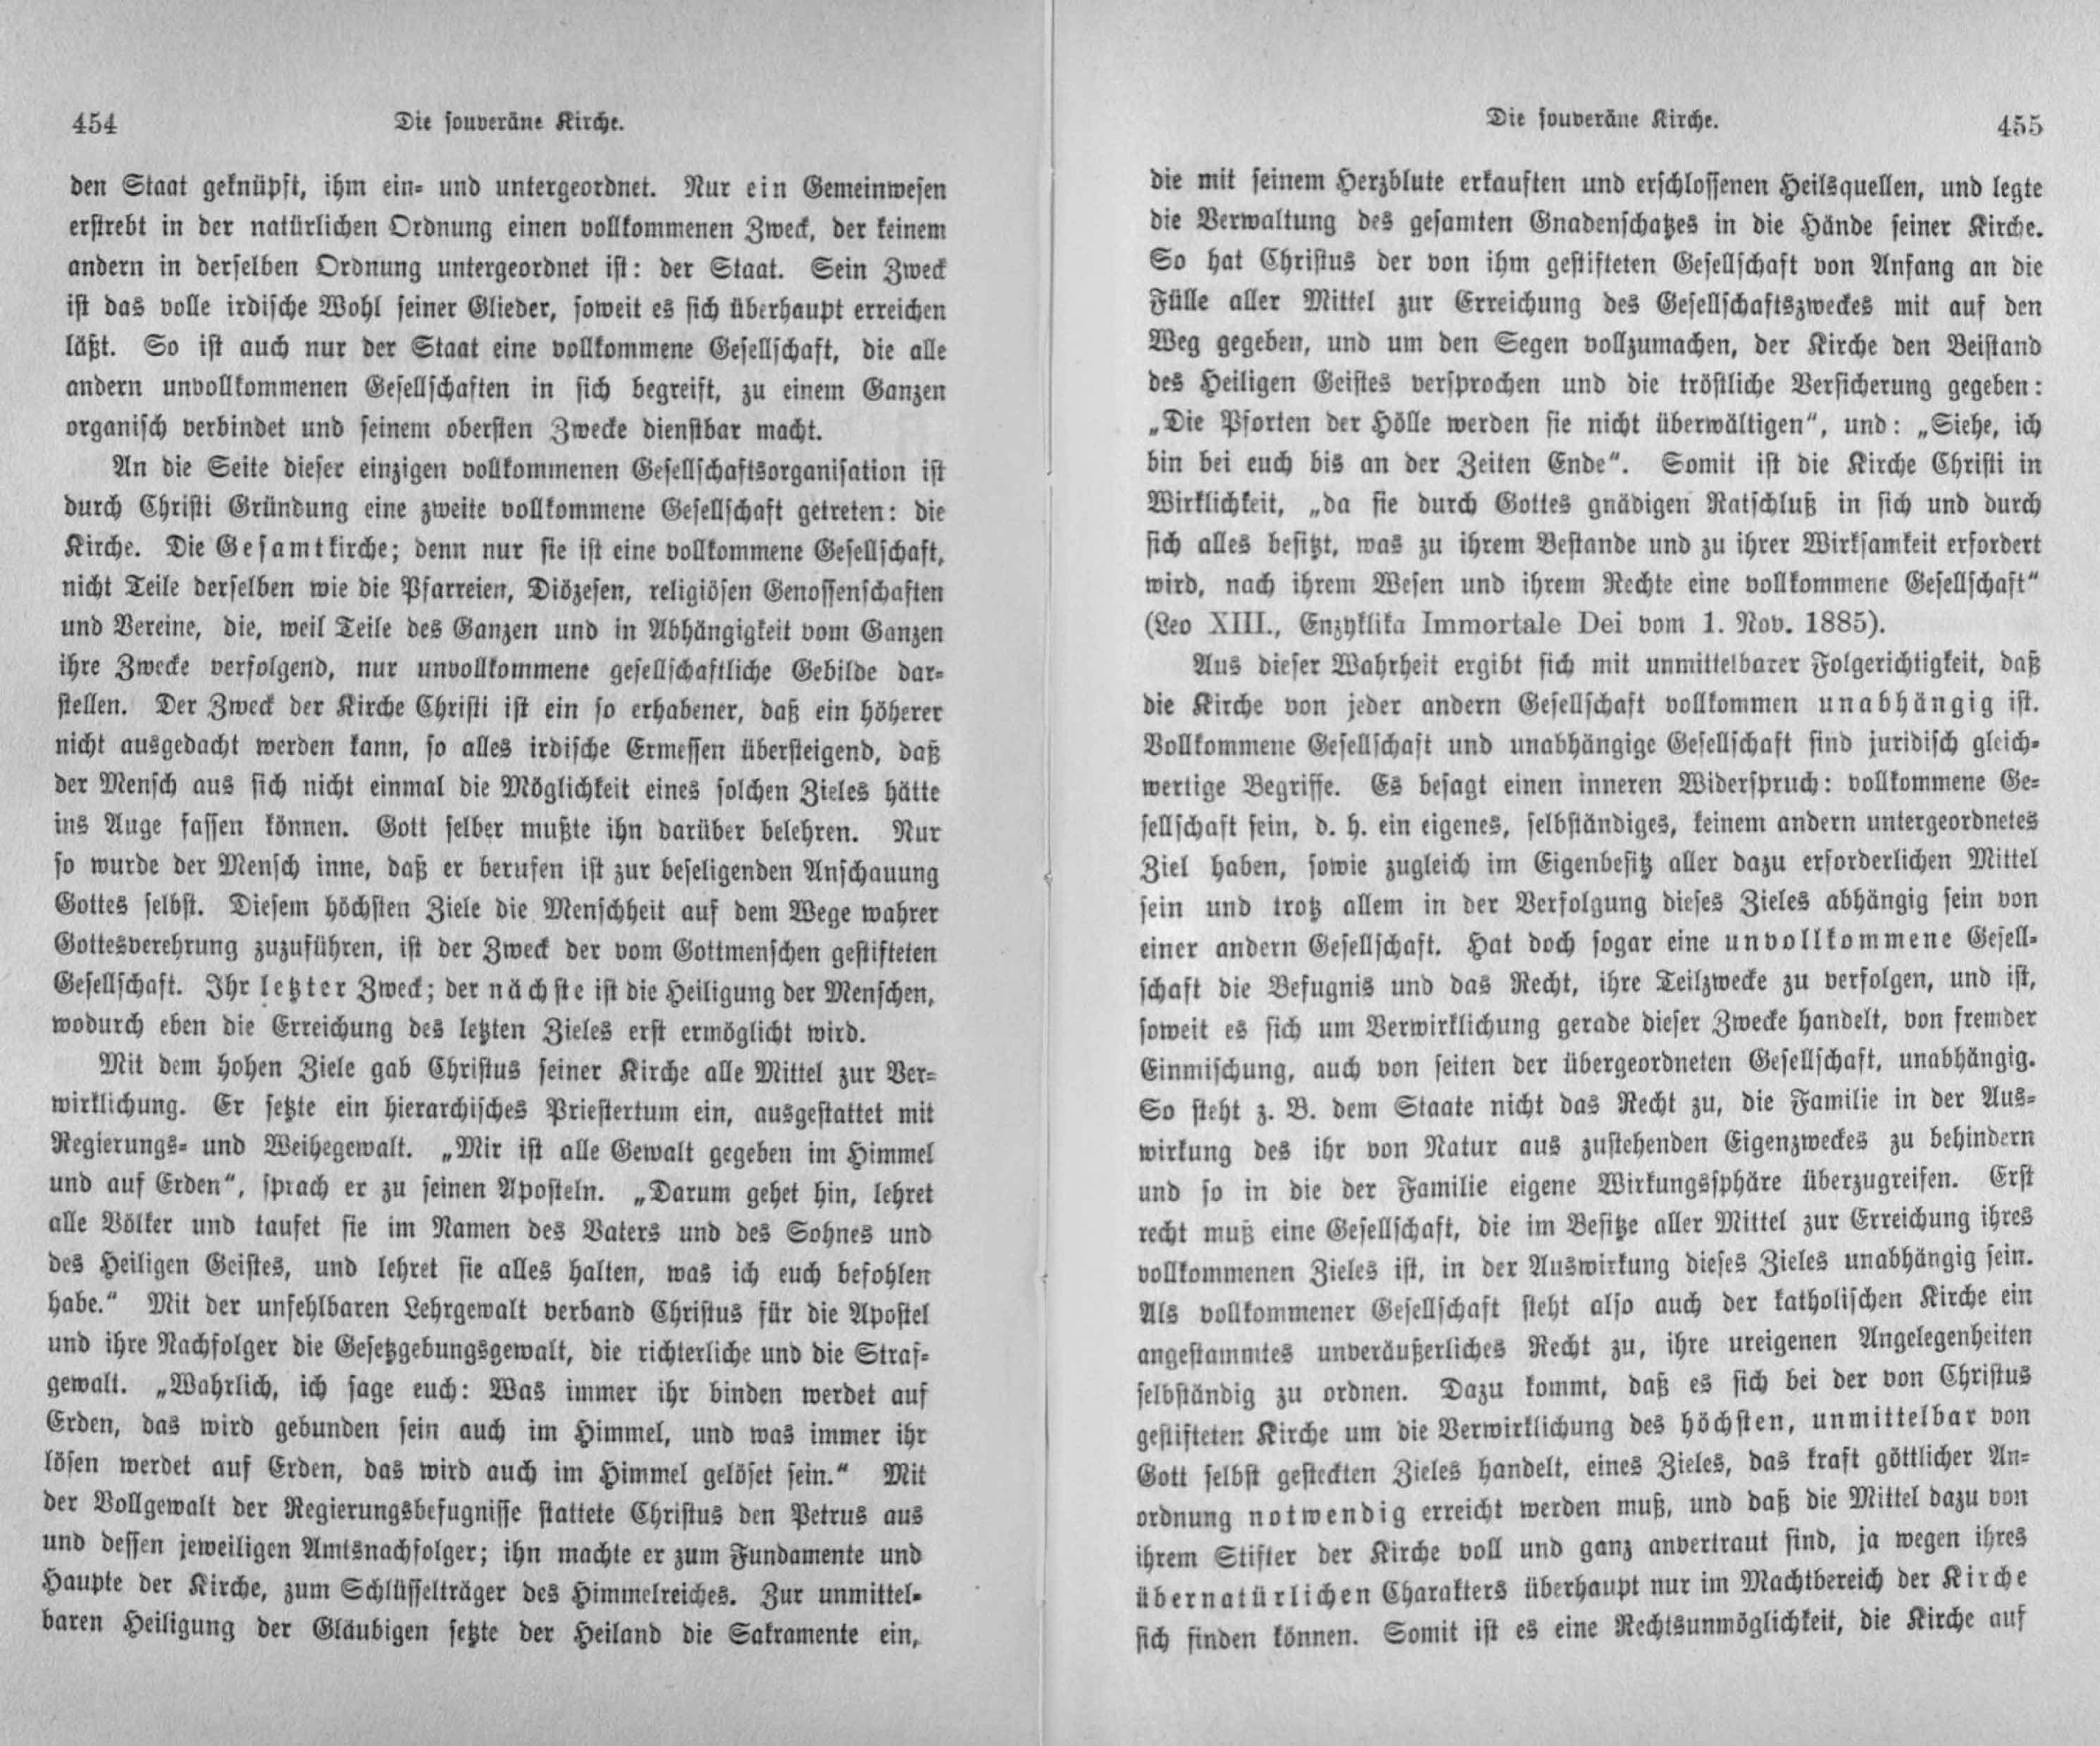 454 Die souveräne Kirche.
den Staat geknüpft, ihm ein- und untergeordnet. Nur ein Gemeinwesen
erstrebt in der natürlichen Ordnung einen vollkommenen Zweck, der keinem
andern in derselben Ordnung untergeordnet ist: der Staat. Sein Zweck
ist das volle irdische Wohl seiner Glieder, soweit es sich überhaupt erreichen
läßt. So ist auch nur der Staat eine vollkommene Gesellschaft, die alle
andern unvollkommenen Gesellschaften in sich begreift, zu einem Ganzen
organisch verbindet und seinem obersten Zwecke dienstbar macht.
An die Seite dieser einzigen vollkommenen Gesellschaftsorganisation ist
durch Christi Gründung eine zweite vollkommene Gesellschaft getreten: die
Kirche. Die Gesamtkirche; denn nur sie ist eine vollkommene Gesellschaft,
nicht Teile derselben wie die Pfarreien, Diözesen, religiösen Genossenschaften
und Vereine, die, weil Teile des Ganzen und in Abhängigkeit vom Ganzen
ihre Zwecke verfolgend, nur unvollkommene gesellschaftliche Gebilde dar-
stellen. Der Zweck der Kirche Christi ist ein so erhabener, daß ein höherer
nicht ausgedacht werden kann, so alles irdische Ermessen übersteigend, daß
der Mensch aus sich nicht einmal die Möglichkeit eines solchen Zieles hätte
ins Auge fassen können. Gott selber mußte ihn darüber belehren. Nur
so wurde der Mensch inne, daß er berufen ist zur beseligenden Anschauung
Gottes selbst. Diesem höchsten Ziele die Menschheit auf dem Wege wahrer
Gottesverehrung zuzuführen, ist der Zweck der vom Gottmenschen gestifteten
Gesellschaft. Ihr letzter Zweck; der nächste ist die Heiligung der Menschen,
wodurch eben die Erreichung des letzten Zieles erst ermöglicht wird.
Mit dem hohen Ziele gab Christus seiner Kirche alle Mittel zur Ver-
wirklichung. Er setzte ein hierarchisches Priestertum ein, ausgestattet mit
Regierungs- und Weihegewalt. „Mir ist alle Gewalt gegeben im Himmel
und auf Erden“, sprach er zu seinen Aposteln. „Darum gehet hin, lehret
alle Völker und taufet sie im Namen des Vaters und des Sohnes und
des Heiligen Geistes, und lehret sie alles halten, was ich euch befohlen
habe.“ Mit der unfehlbaren Lehrgewalt verband Christus für die Apostel
und ihre Nachfolger die Gesetzgebungsgewalt, die richterliche und die Straf-
gewalt. „Wahrlich, ich sage euch: Was immer ihr binden werdet auf
Erden, das wird gebunden sein auch im Himmel, und was immer ihr
lösen werdet auf Erden, das wird auch im Himmel gelöset sein.“ Mit
der Vollgewalt der Regierungsbefugnisse stattete Christus den Petrus aus
und dessen jeweiligen Amtsnachfolger; ihn machte er zum Fundamente und
Haupte der Kirche, zum Schlüsselträger des Himmelreiches. Zur unmittel-
baren Heiligung der Gläubigen setzte der Heiland die Sakramente ein,
Die souveräne Kirche. 455
die mit seinem Herzblute erkauften und erschlossenen Heilsquellen, und legte
die Verwaltung des gesamten Gnadenschatzes in die Hände seiner Kirche.
So hat Christus der von ihm gestifteten Gesellschaft von Anfang an die
Fülle aller Mittel zur Erreichung des Gesellschaftszweckes mit auf den
Weg gegeben, und um den Segen vollzumachen, der Kirche den Beistand
des Heiligen Geistes versprochen und die tröstliche Versicherung gegeben:
„Die Pforten der Hölle werden sie nicht überwältigen“, und: „Siehe, ich
bin bei euch bis an der Zeiten Ende“. Somit ist die Kirche Christi in
Wirklichkeit, „da sie durch Gottes gnädigen Ratschluß in sich und durch
sich alles besitzt, was zu ihrem Bestande und zu ihrer Wirksamkeit erfordert
wird, nach ihrem Wesen und ihrem Rechte eine vollkommene Gesellschaft“
(Leo XIII., Enzyklika Immortale Dei vom 1. Nov. 1885).
Aus dieser Wahrheit ergibt sich mit unmittelbarer Folgerichtigkeit, daß
die Kirche von jeder andern Gesellschaft vollkommen unabhängig ist.
Vollkommene Gesellschaft und unabhängige Gesellschaft sind juridisch gleich-
wertige Begriffe. Es besagt einen inneren Widerspruch: vollkommene Ge-
sellschaft sein, d. h. ein eigenes, selbständiges, keinem andern untergeordnetes
Ziel haben, sowie zugleich im Eigenbesitz aller dazu erforderlichen Mittel
sein und trotz allem in der Verfolgung dieses Zieles abhängig sein von
einer andern Gesellschaft. Hat doch sogar eine unvollkommene Gesell-
schaft die Befugnis und das Recht, ihre Teilzwecke zu verfolgen, und ist,
soweit es sich um Verwirklichung gerade dieser Zwecke handelt, von fremder
Einmischung, auch von seiten der übergeordneten Gesellschaft, unabhängig.
So steht z. B. dem Staate nicht das Recht zu, die Familie in der Aus-
wirkung des ihr von Natur aus zustehenden Eigenzweckes zu behindern
und so in die der Familie eigene Wirkungssphäre überzugreifen. Erst
recht muß eine Gesellschaft, die im Besitze aller Mittel zur Erreichung ihres
vollkommenen Zieles ist, in der Auswirkung dieses Zieles unabhängig sein.
Als vollkommener Gesellschaft steht also auch der katholischen Kirche ein
angestammtes unveräußerliches Recht zu, ihre ureigenen Angelegenheiten
selbständig zu ordnen. Dazu kommt, daß es sich bei der von Christus
gestifteten Kirche um die Verwirklichung des höchsten, unmittelbar von
Gott selbst gesteckten Zieles handelt, eines Zieles, das kraft göttlicher An-
ordnung notwendig erreicht werden muß, und daß die Mittel dazu von
ihrem Stifter der Kirche voll und ganz anvertraut sind, ja wegen ihres
übernatürlichen Charakters überhaupt nur im Machtbereich der Kirche
sich finden können. Somit ist es eine Rechtsunmöglichkeit, die Kirche auf